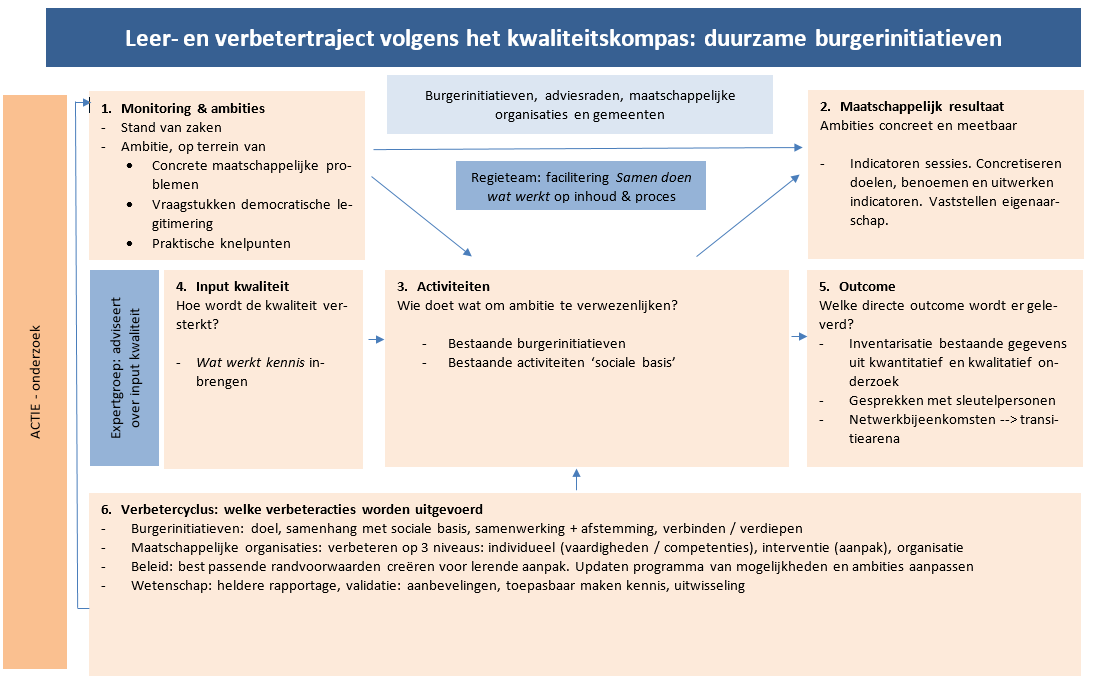 Leer- en verbetertraject volgens het kwaliteitskompas: duurzame burgerinitiatieven
ACTIE - onderzoek
1. Monitoring & ambities
- Stand van zaken
- Ambitie, op terrein van
• Concrete maatschappelijke pro-
blemen
• Vraagstukken democratische le-
gitimering
• Praktische knelpunten
Burgerinitiatieven, adviesraden, maatschappelijke
organisaties en gemeenten
Regieteam: facilitering Samen doen
wat werkt op inhoud & proces
2. Maatschappelijk resultaat
Ambities concreet en meetbaar
- Indicatoren sessies. Concretiseren
doelen, benoemen en uitwerken
indicatoren. Vaststellen eigenaar-
schap.
Expertgroep: adviseert
over input kwaliteit
4. Input kwaliteit
Hoe wordt de kwaliteit ver-
sterkt?
- Wat werkt kennis in-
brengen
3. Activiteiten
Wie doet wat om ambitie te verwezenlijken?
- Bestaande burgerinitiatieven
- Bestaande activiteiten ‘sociale basis’
5. Outcome
Welke directe outcome wordt er gele-
verd?
- Inventarisatie bestaande gegevens
uit kwantitatief en kwalitatief on-
derzoek
- Gesprekken met sleutelpersonen
- Netwerkbijeenkomsten --> transi-
tiearena
6. Verbetercyclus: welke verbeteracties worden uitgevoerd
- Burgerinitiatieven: doel, samenhang met sociale basis, samenwerking + afstemming, verbinden / verdiepen
- Maatschappelijke organisaties: verbeteren op 3 niveaus: individueel (vaardigheden / competenties), interventie (aanpak), organisatie
- Beleid: best passende randvoorwaarden creëren voor lerende aanpak. Updaten programma van mogelijkheden en ambities aanpassen
- Wetenschap: heldere rapportage, validatie: aanbevelingen, toepasbaar maken kennis, uitwisseling